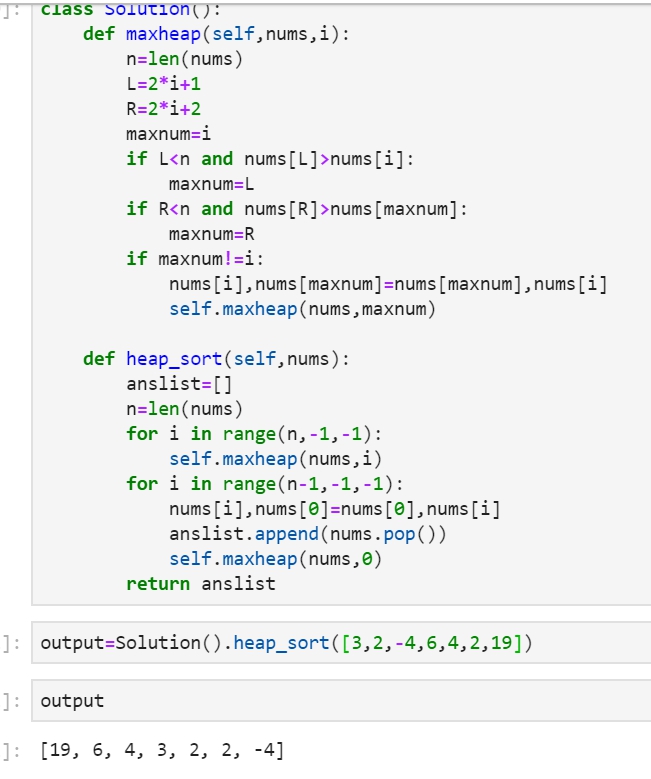 ]: class Solution():
    def maxheap(self,nums,i):
        n=len(nums)
        L=2*i+1
        R=2*i+2
        maxnum=i
        if L<n and nums[L]>nums[i]:
            maxnum=L
        if R<n and nums[R]>nums[maxnum]:
            maxnum=R
        if maxnum!=i:
            nums[i],nums[maxnum]=nums[maxnum],nums[i]
            self.maxheap(nums,maxnum)
    def heap_sort(self,nums):
        anslist=[]
        n=len(nums)
        for i in range(n,-1,-1):
            self.maxheap(nums,i)
        for i in range(n-1,-1,-1):
            nums[i],nums[0]=nums[0],nums[i]
            anslist.append(nums.pop())
            self.maxheap(nums,0)
        return anslist
]: output=Solution().heap_sort([3,2,-4,6,4,2,19])
]: output
]: [19, 6, 4, 3, 2, 2, -4]